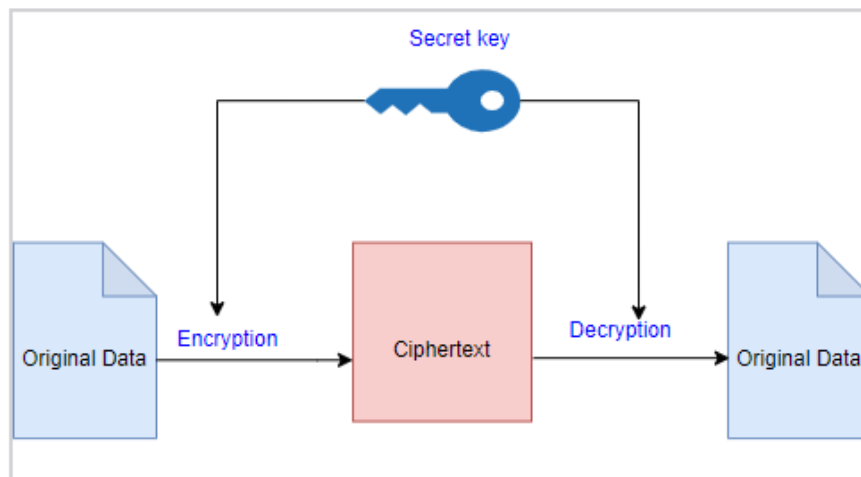 Secret key
Encryption
Decryption
Original Data
Ciphertext
Original Data